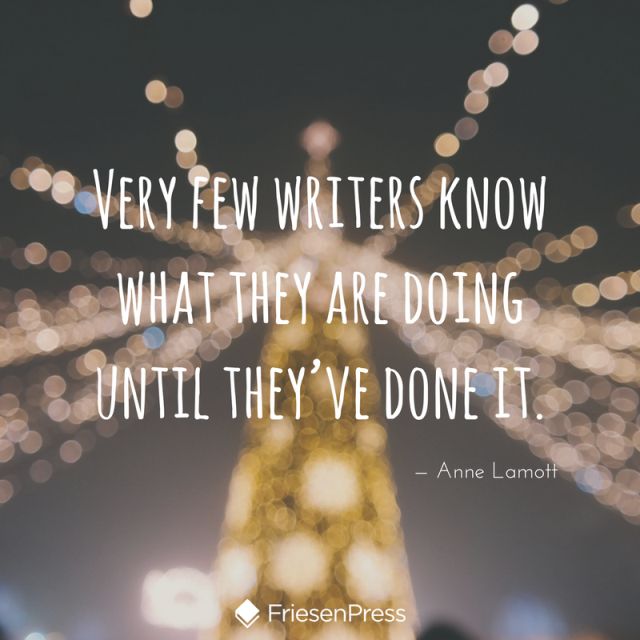 Very few writers know
what they are doing
until they’ve done it.
– Anne Lamott
FriesenPress